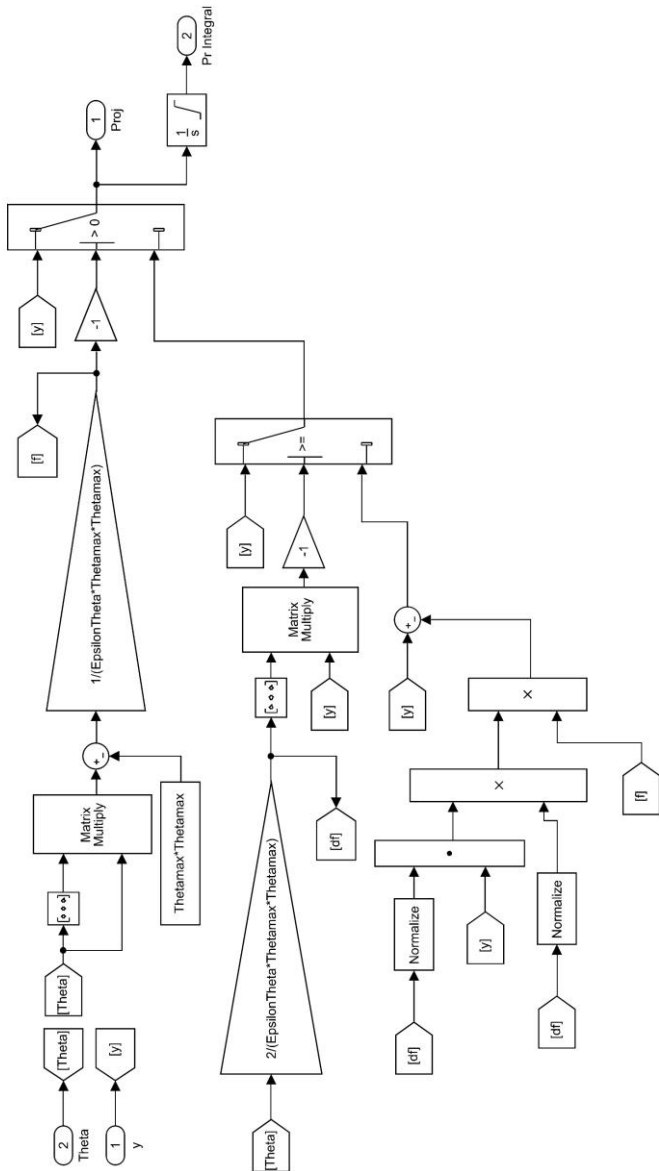 2
Theta
[Theta]
1
y
[y]
[Theta]
Matrix
Multiply
Thetamax*Thetamax
+
-
1/(EpsilonTheta*Thetamax*Thetamax)
[f]
-1
[y]
> 0
1
Proj
1
s
2
Pr Integral
[Theta]
2/(EpsilonTheta*Thetamax*Thetamax)
[df]
[y]
Matrix
Multiply
-1
[y]
>=
[df]
Normalize
[y]
[df]
Normalize
×
[f]
×
[y]
+
-